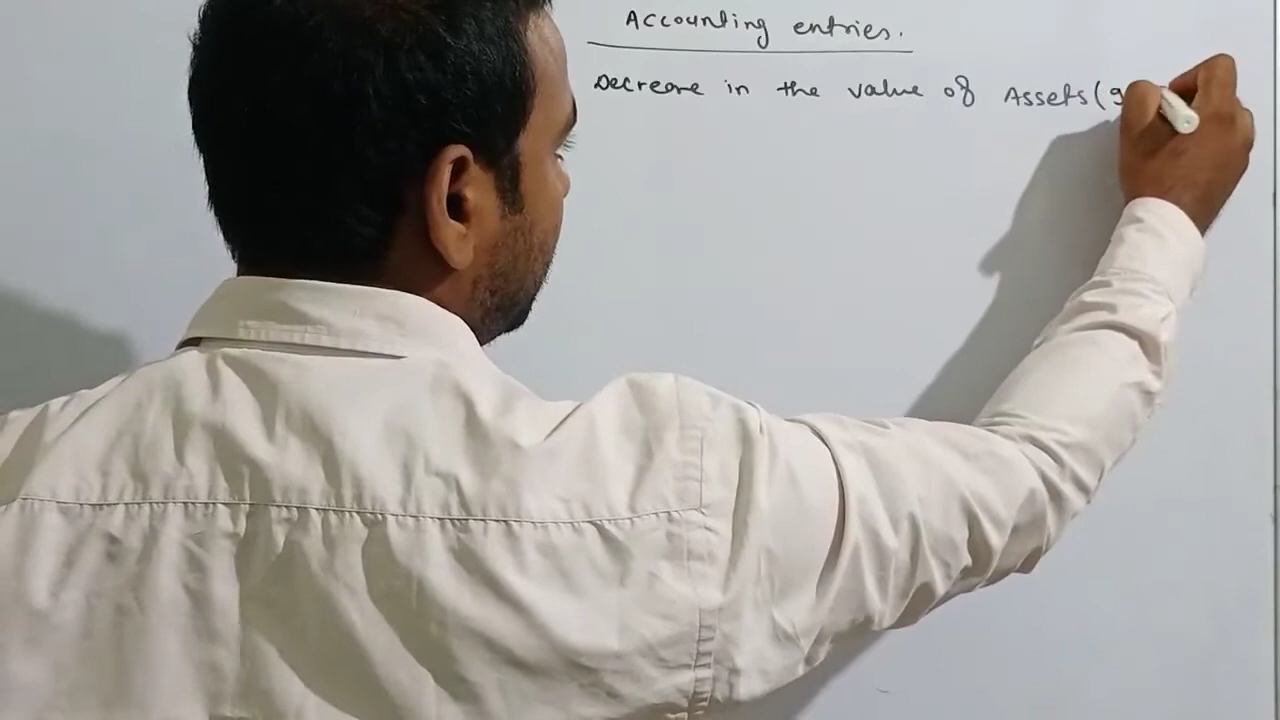 Accounting entries.
Decrease in the value of Assets (